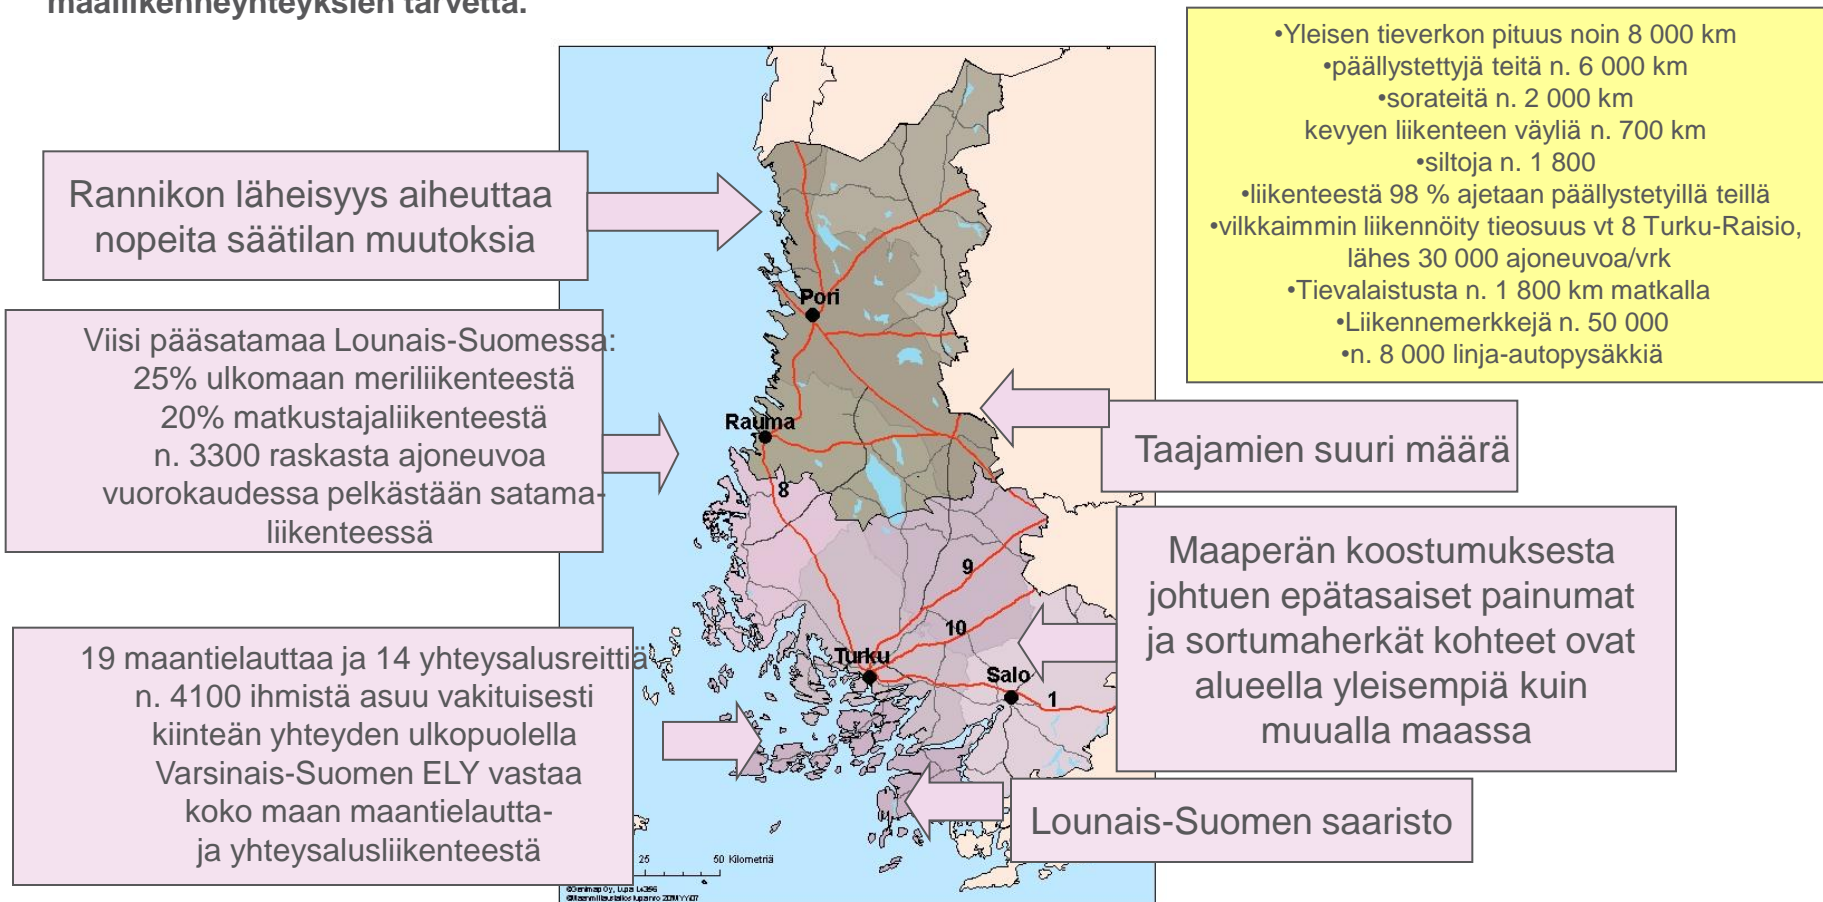 maaliikenneyhteyksien tarvetta.
•Yleisen tieverkon pituus noin 8 000 km
•päällystettyjä teitä n. 6 000 km
•sorateitä n. 2 000 km
kevyen liikenteen väyliä n. 700 km
•siltoja n. 1 800
•liikenteestä 98 % ajetaan päällystetyillä teillä
•vilkkaimmin liikennöity tieosuus vt 8 Turku-Raisio,
lähes 30 000 ajoneuvoa/vrk
•Tievalaistusta n. 1 800 km matkalla
•Liikennemerkkejä n. 50 000
•n. 8 000 linja-autopysäkkiä
Rannikon läheisyys aiheuttaa
nopeita säätilan muutoksia
Viisi pääsatamaa Lounais-Suomessa:
25% ulkomaan meriliikenteestä
20% matkustajaliikenteestä
n. 3300 raskasta ajoneuvoa
vuorokaudessa pelkästään satama-
liikenteessä
19 maantielauttaa ja 14 yhteysalusreittiä
n. 4100 ihmistä asuu vakituisesti
kiinteän yhteyden ulkopuolella
Varsinais-Suomen ELY vastaa
koko maan maantielautta-
ja yhteysalusliikenteestä
Pori
Rauma
8
9
10
Turku
Salo
1
Taajamien suuri määrä
Maaperän koostumuksesta
johtuen epätasaiset painumat
ja sortumaherkät kohteet ovat
alueella yleisempiä kuin
muualla maassa
Lounais-Suomen saaristo
25
50 Kilometriä
©Genimap Oy, Lupa
©Maanmittauslaitos lupanro